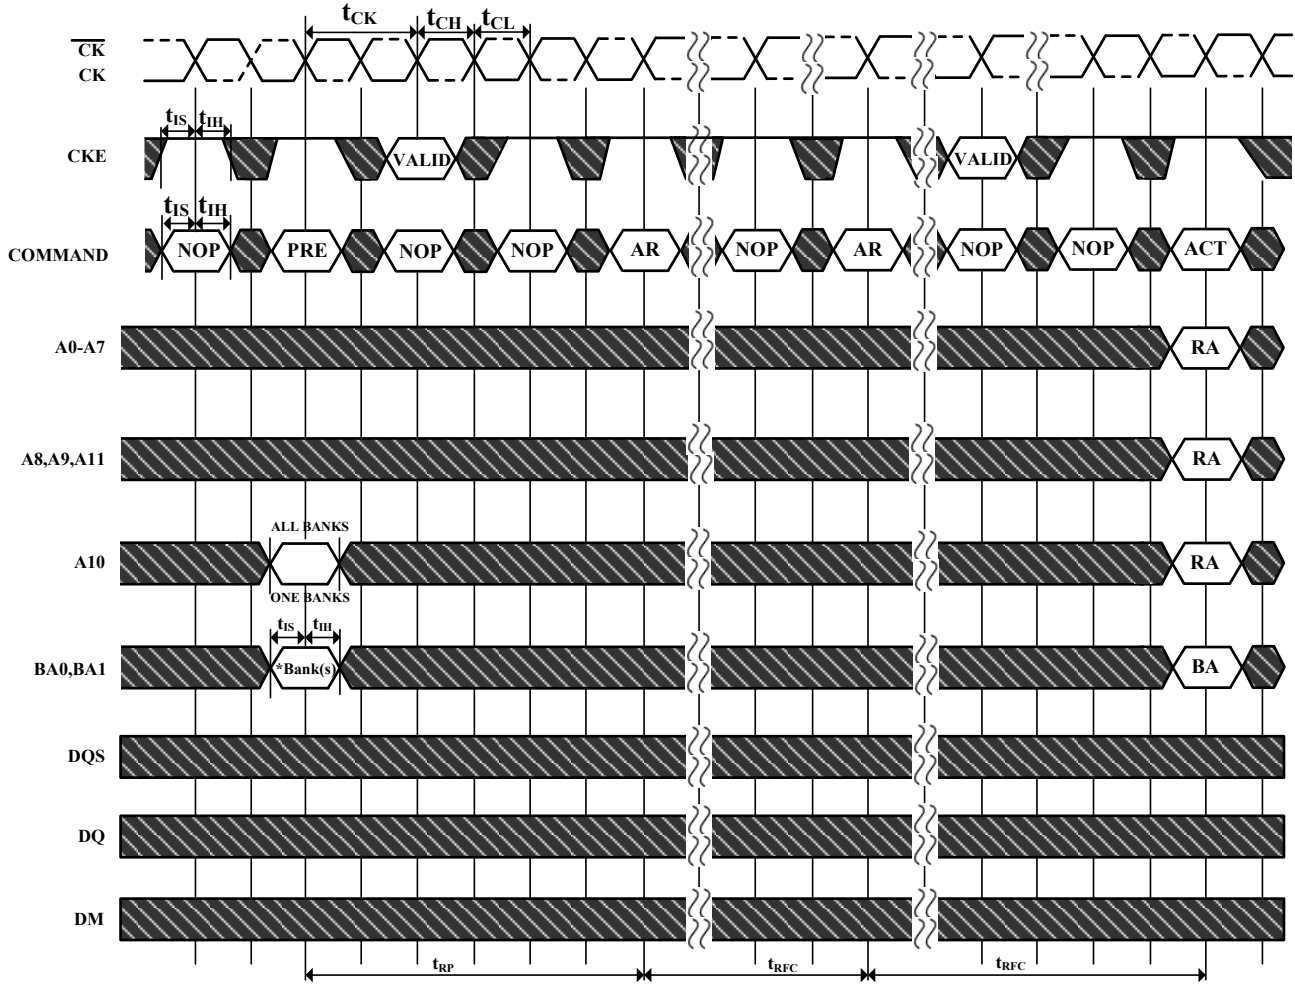 tCK tCH tCL
CK
CK
tIS tIH
CKE VALID VALID
tIS tIH
COMMAND NOP PRE NOP NOP AR NOP AR NOP NOP ACT
A0-A7 RA
A8,A9,A11 RA
ALL BANKS
A10 RA
ONE BANKS
tIS tIH
BA0,BA1 *Bank(s) BA
DQS
DQ
DM
tRP tRFC tRFC